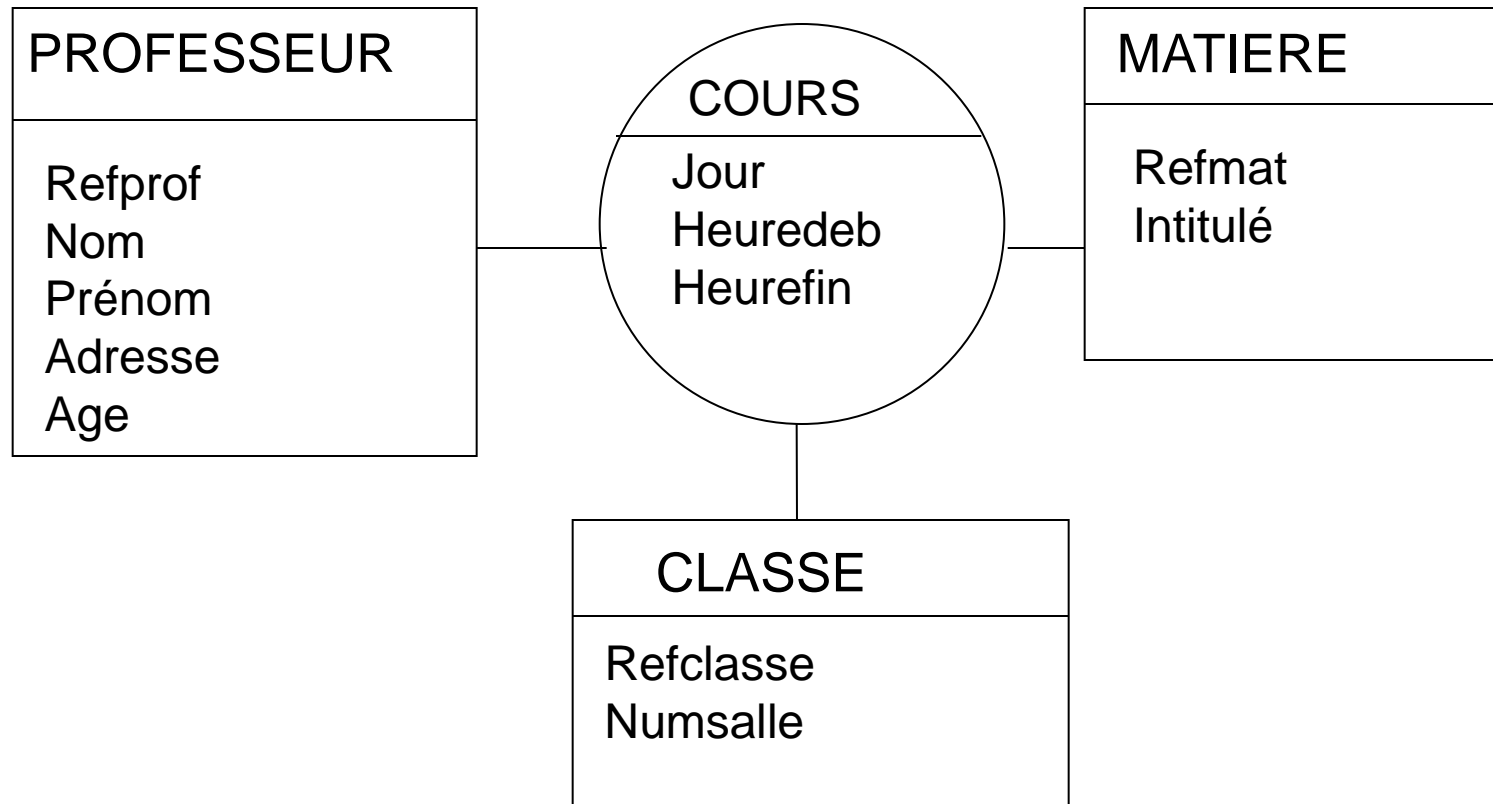 PROFESSEUR
Refprof
Nom
Prénom
Adresse
Age
COURS
Jour
Heuredeb
Heurefin
MATIERE
Refmat
Intitulé
CLASSE
Refclasse
Numsalle